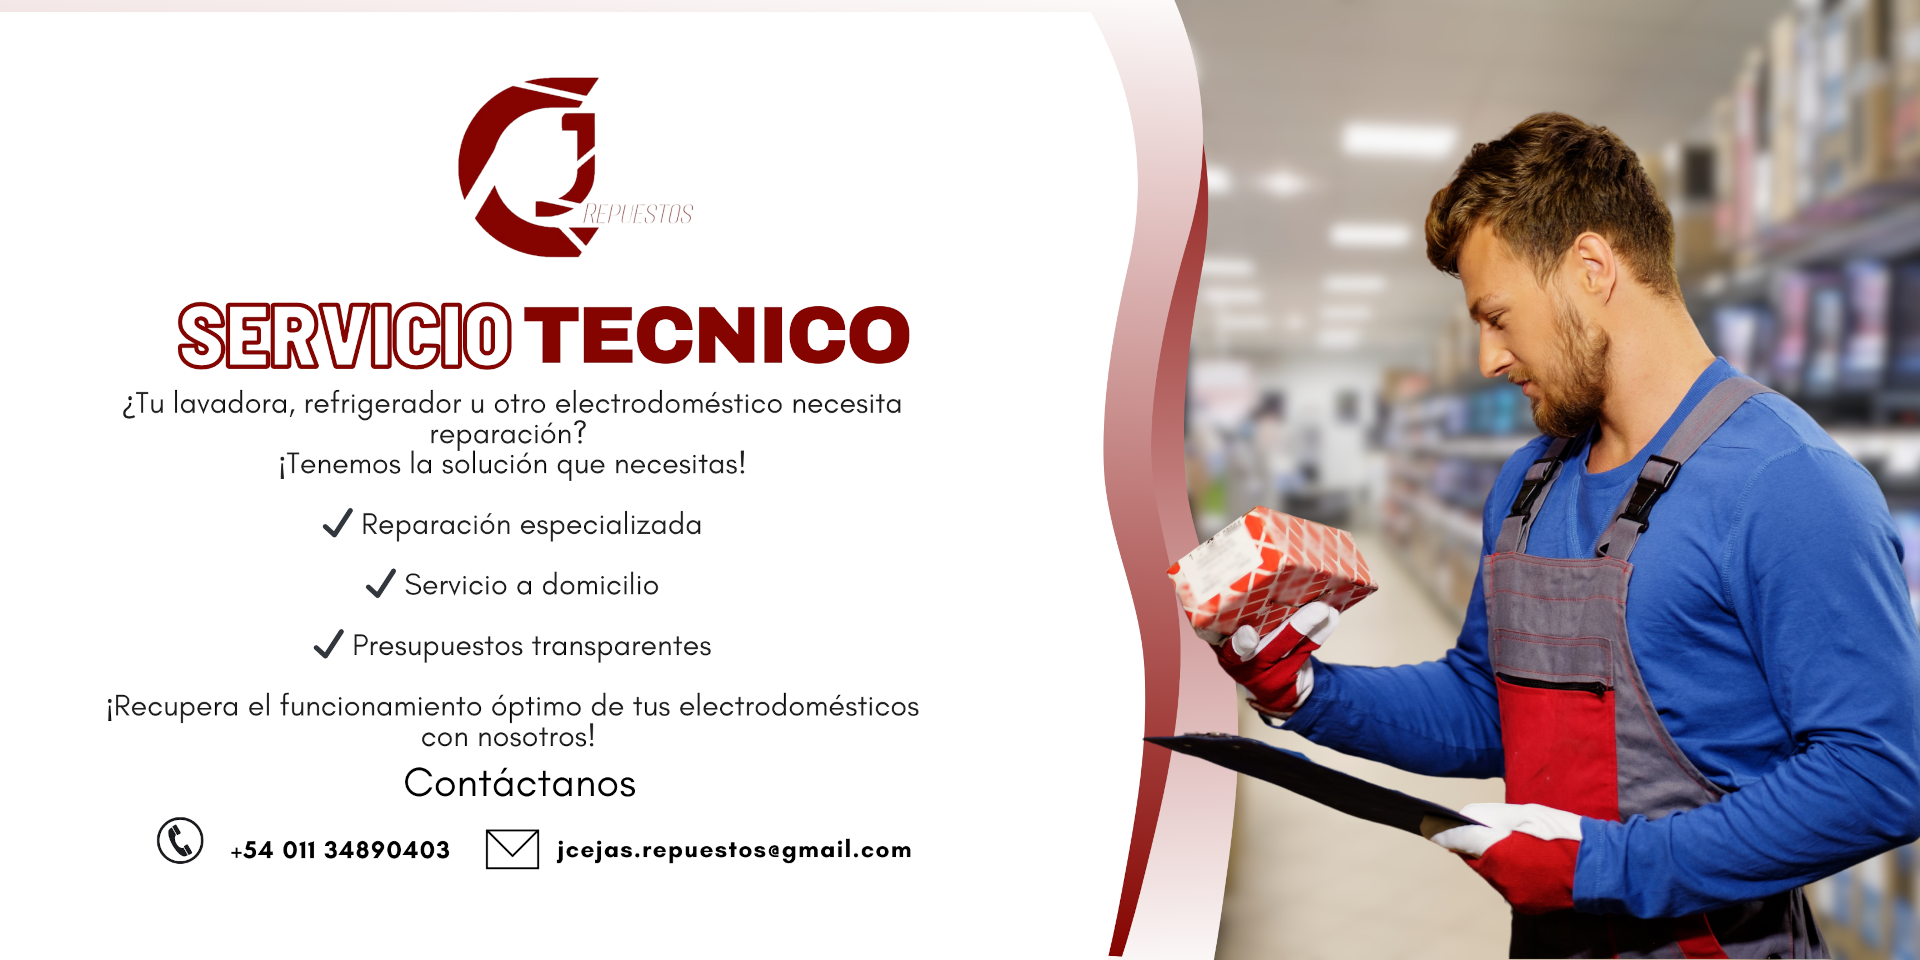 REPUESTOS
SERVICIO TECNICO
¿Tu lavadora, refrigerador u otro electrodoméstico necesita
reparación?
¡Tenemos la solución que necesitas!
✔ Reparación especializada
✔ Servicio a domicilio
✔ Presupuestos transparentes
¡Recupera el funcionamiento óptimo de tus electrodomésticos
con nosotros!
Contáctanos
+54 011 34890403 jcejas.repuestos@gmail.com